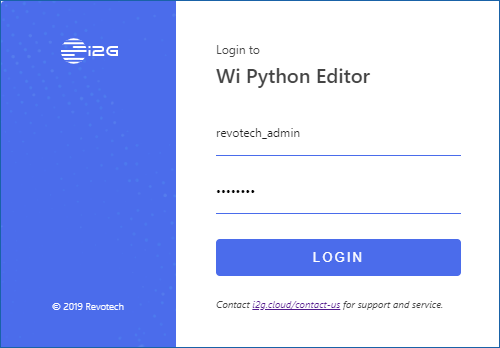 i2G
Login to
Wi Python Editor
revotech_admin
••••••••
LOGIN
Contact i2g.cloud/contact-us for support and service.
© 2019 Revotech